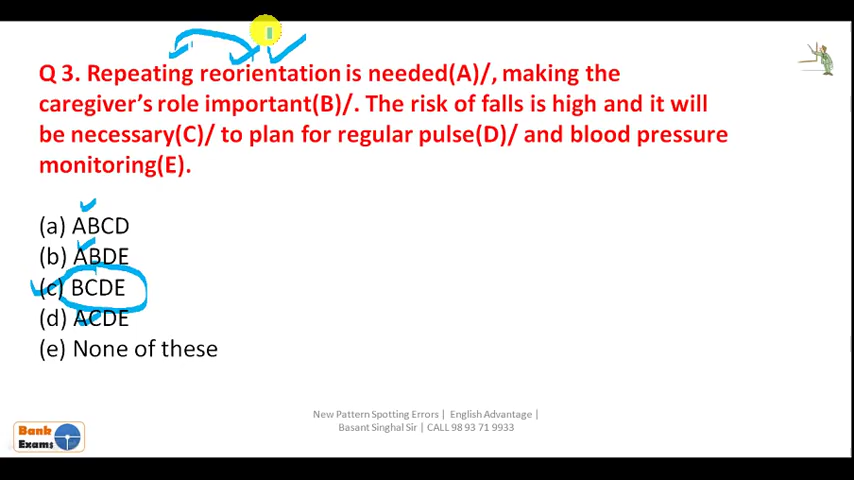 Q 3. Repeating reorientation is needed(A)/, making the
caregiver's role important(B)/. The risk of falls is high and it will
be necessary(C)/ to plan for regular pulse(D)/ and blood pressure
monitoring(E).
(a) ABCD
(b) ABDE
(c) BCDE
(d) ACDE
(e) None of these
New Pattern Spotting Errors | English Advantage |
Basant Singhal Sir | CALL 98 93 71 9933
Bank
Exams